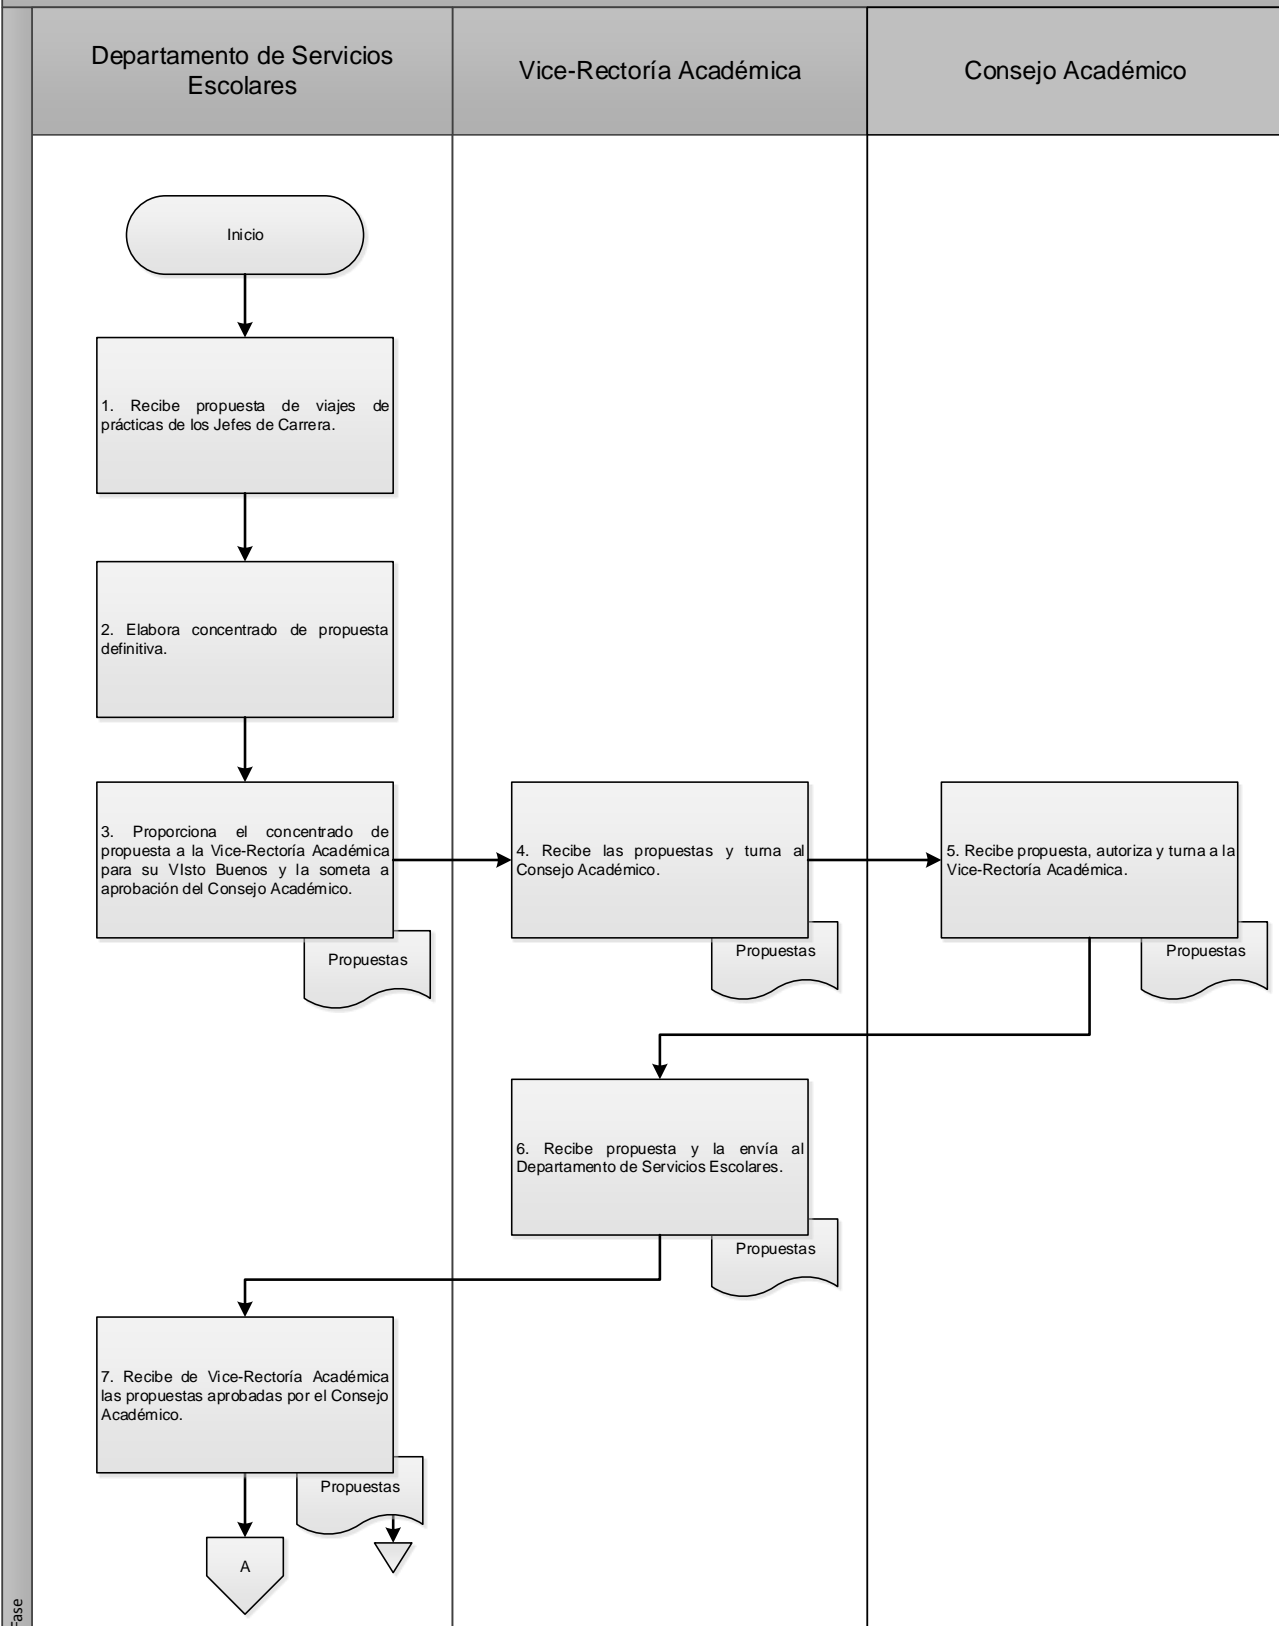 Departamento de Servicios
Escolares
Vice-Rectoría Académica
Consejo Académico
Inicio
1. Recibe propuesta de viajes de
prácticas de los Jefes de Carrera.
2. Elabora concentrado de propuesta
definitiva.
3. Proporciona el concentrado de
propuesta a la Vice-Rectoría Académica
para su VIsto Buenos y la someta a
aprobación del Consejo Académico.
Propuestas
4. Recibe las propuestas y turna al
Consejo Académico.
Propuestas
5. Recibe propuesta, autoriza y turna a la
Vice-Rectoría Académica.
Propuestas
6. Recibe propuesta y la envía al
Departamento de Servicios Escolares.
Propuestas
7. Recibe de Vice-Rectoría Académica
las propuestas aprobadas por el Consejo
Académico.
Propuestas
A
Fase